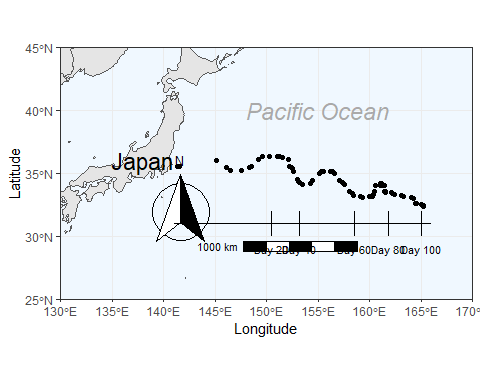 45°N
40°N
Pacific Ocean
35°N
Japan
N
Latitude
30°N
1000 km
Day 20
Day 40
Day 60
Day 80
Day 100
25°N
130°E
135°E
140°E
145°E
150°E
155°E
160°E
165°E
170°
Longitude